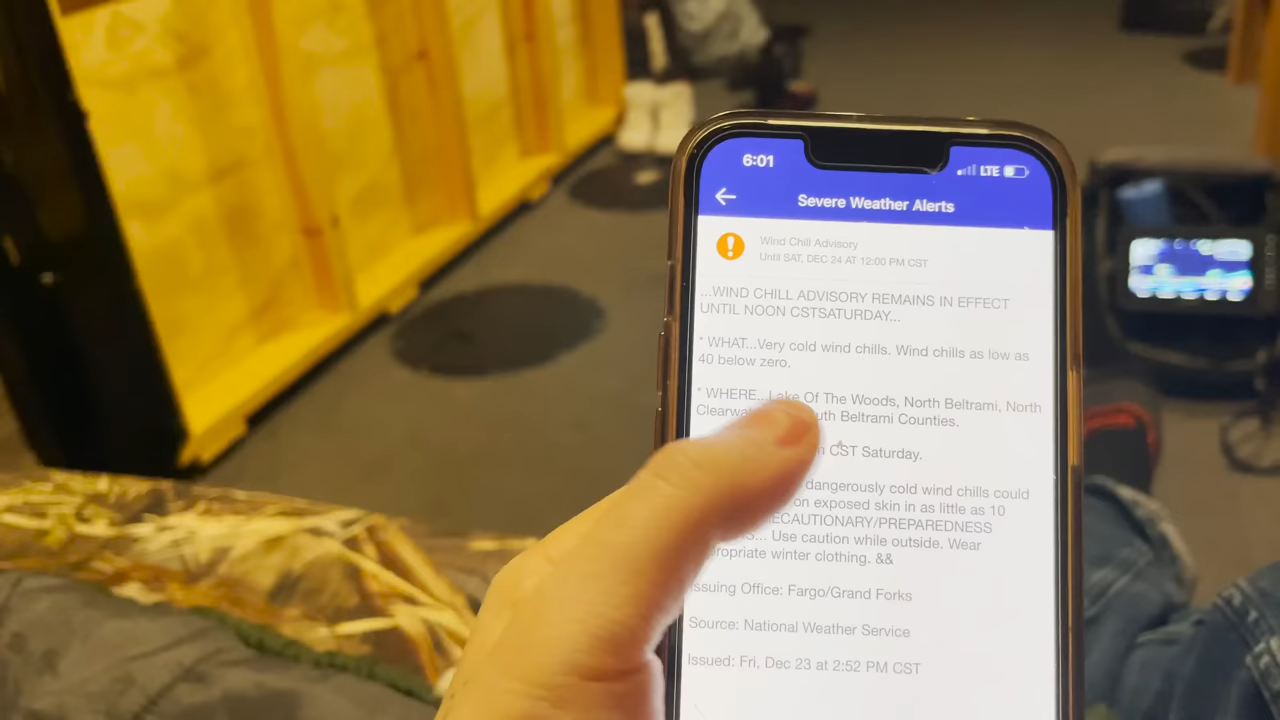 6:01
LTE
Severe Weather Alerts
Wind Chill Advisory
Until SAT, DEC 24 AT 12:00 PM CST
...WIND CHILL ADVISORY REMAINS IN EFFECT
UNTIL NOON CSTSATURDAY...
* WHAT...Very cold wind chills. Wind chills as low as
40 below zero.
* WHERE...Lake Of The Woods, North Beltrami, North
Beltrami Counties.
CST Saturday.
dangerously cold wind chills could
on exposed skin in as little as 10
Use caution while outside. Wear
winter clothing. &&
Issuing Office: Fargo/Grand Forks
Source: National Weather Service
Issued: Fri, Dec 23 at 2:52 PM CST